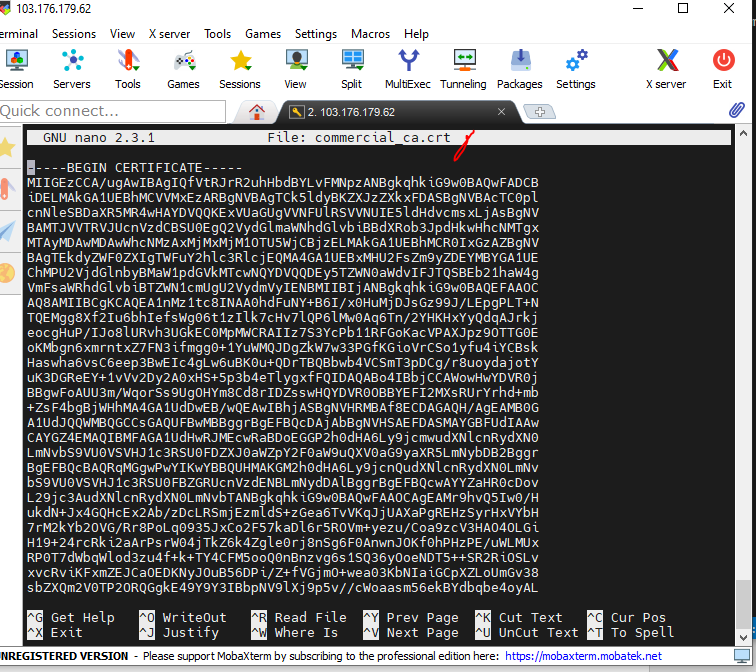 103.176.179.62
erminal Sessions View X server Tools Games Settings Macros Help
Session Servers Tools Games Sessions View Split MultiExec Tunneling Packages Settings X server Exit
Quick connect...
2. 103.176.179.62
GNU nano 2.3.1 File: commercial_ca.crt
-----BEGIN CERTIFICATE-----
MIIGEzCCA/ugAwIBAgIQfVtRJrR2uhHbdBYLvFMNpzANBgkqhkiG9w0BAQwFADCB
iDELMAkGA1UEBhMCVVMxEzARBgNVBAgTCk5ldyBKZXJzZXkxFDASBgNVBAcTC0pl
cnNleSBDaXR5MR4wHAYDVQQKExVUaGUgVVNFUlRSVVNUIE5ldHdvcmsxLjAsBgNV
BAMTJVVTRVJUcnVzdCBSU0EgQ2VydGlmaWNhdGlvbiBBdXRob3JpdHkwHhcNMTgx
MTAyMDAwMDAwWhcNMzAxMjMxMjM1OTU5WjCBjzELMAkGA1UEBhMCR0IxGzAZBgNV
BAgTEkdyZWF0ZXIgTWFuY2hlc3RlcjEQMA4GA1UEBxMHU2FsZm9yZDEYMBYGA1UE
ChMPU2VjdGlnbyBMaW1pdGVkMTcwNQYDVQQDEy5TZWN0aWdvIFJTQSBEb21haW4g
VmFsaWRhdGlvbiBTZWN1cmUgU2VydmVyIENBMIIBIjANBgkqhkiG9w0BAQEFAAOC
AQ8AMIIBCgKCAQEA1nMz1tc8INAA0hdFuNY+B6I/x0HuMjDJsGz99J/LEpgPLT+N
TQEMgg8Xf2Iu6bhIefsWg06t1zIlk7cHv7lQP6lMw0Aq6Tn/2YHKHxYyQdqAJrkj
eocgHuP/IJo8lURvh3UGkEC0MpMWCRAIIz7S3YcPb11RFGoKacVPAXJpz9OTTG0E
oKMbgn6xmrntxZ7FN3ifmgg0+1YuWMQJDgZkW7w33PGfKGioVrCSo1yfu4iYCBsk
Haswha6vsC6eep3BwEIc4gLw6uBK0u+QDrTBQBbwb4VCSmT3pDCg/r8uoydajotY
uK3DGReEY+1vVv2Dy2A0xHS+5p3b4eTlygxfFQIDAQABo4IBbjCCAWowHwYDVR0j
BBgwFoAUU3m/WqorSs9UgOHYm8Cd8rIDZsswHQYDVR0OBBYEFI2MXsRUrYrhd+mb
+ZsF4bgBjWHhMA4GA1UdDwEB/wQEAwIBhjASBgNVHRMBAf8ECDAGAQH/AgEAMB0G
A1UdJQQWMBQGCCsGAQUFBwMBBggrBgEFBQcDAjAbBgNVHSAEFDASMAYGBFUdIAAw
CAYGZ4EMAQIBMFAGA1UdHwRJMEcwRaBDoEGGP2h0dHA6Ly9jcmwudXNlcnRydXN0
LmNvbS9VU0VSVHJ1c3RSU0FDZXJ0aWZpY2F0aW9uQXV0aG9yaXR5LmNybDB2Bggr
BgEFBQcBAQRqMGgwPwYIKwYBBQUHMAKGM2h0dHA6Ly9jcnQudXNlcnRydXN0LmNv
bS9VU0VSVHJ1c3RSU0FBZGRUcnVzdENBLmNydDAlBggrBgEFBQcwAYYZaHR0cDov
L29jc3AudXNlcnRydXN0LmNvbTANBgkqhkiG9w0BAQwFAAOCAgEAMr9hvQ5Iw0/H
ukdN+Jx4GQHcEx2Ab/zDcLRSmjEzmldS+zGea6TvVKqJjUAXaPgREHzSyrHxVYbH
7rM2kYb2OVG/Rr8PoLq0935JxCo2F57kaDl6r5ROVm+yezu/Coa9zcV3HAO4OLGi
H19+24rcRki2aArPsrW04jTkZ6k4Zgle0rj8nSg6F0AnwnJOKf0hPHzPE/uWLMUx
RP0T7dWbqWlod3zu4f+k+TY4CFM5ooQ0nBnzvg6s1SQ36yOoeNDT5++SR2RiOSLv
xvcRviKFxmZEJCaOEDKNyJOuB56DPi/Z+fVGjmO+wea03KbNIaiGCpXZLoUmGv38
sbZXQm2V0TP2ORQGgkE49Y9Y3IBbpNV9lXj9p5v//cWoaasm56ekBYdbqbe4oyAL
^G Get Help ^O WriteOut ^R Read File ^Y Prev Page ^K Cut Text ^C Cur Pos
^X Exit ^J Justify ^W Where Is ^V Next Page ^U UnCut Text ^T To Spell
UNREGISTERED VERSION - Please support MobaXterm by subscribing to the professional edition here: https://mobaxterm.mobatek.net